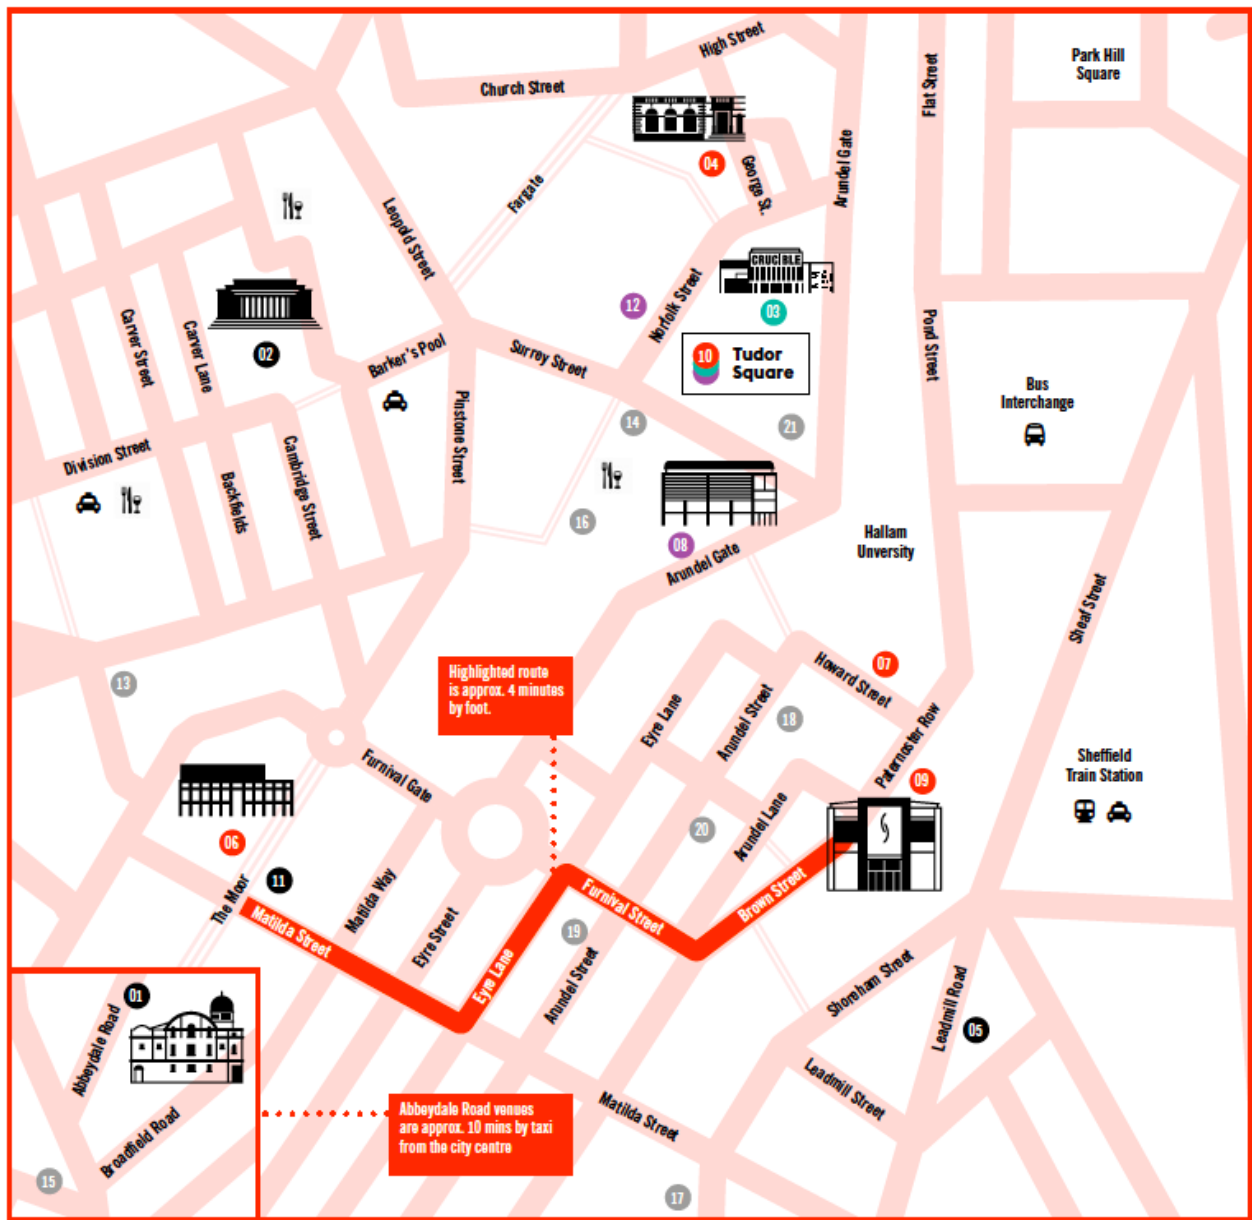 High Street
Church Street
Park Hill
Square
Flat Street
04
Arundel Gate
George St.
Fargate
Leopold Street
CRUCIBLE
03
12
Norfolk Street
10
Tudor
Square
Carver Street
Carver Lane
02
Barker's Pool
Surrey Street
Pond Street
Bus
Interchange
Pinstone Street
14
21
Division Street
Backfields
Cambridge Street
16
08
Arundel Gate
Hallam
Unversity
Sheaf Street
13
Highlighted route
is approx. 4 minutes
by foot.
Howard Street
07
Eyre Lane
Arundel Street
18
Paternoster Row
Furnival Gate
Sheffield
Train Station
09
06
20
Arundel Lane
11
The Moor
Matilda Street
Matilda Way
Eyre Street
Eyre Lane
Furnival Street
Brown Street
19
Arundel Street
Shoreham Street
Leadmill Road
05
01
Abbeydale Road
Broadfield Road
15
Abbeydale Road venues
are approx. 10 mins by taxi
from the city centre
Matilda Street
Leadmill Street
17